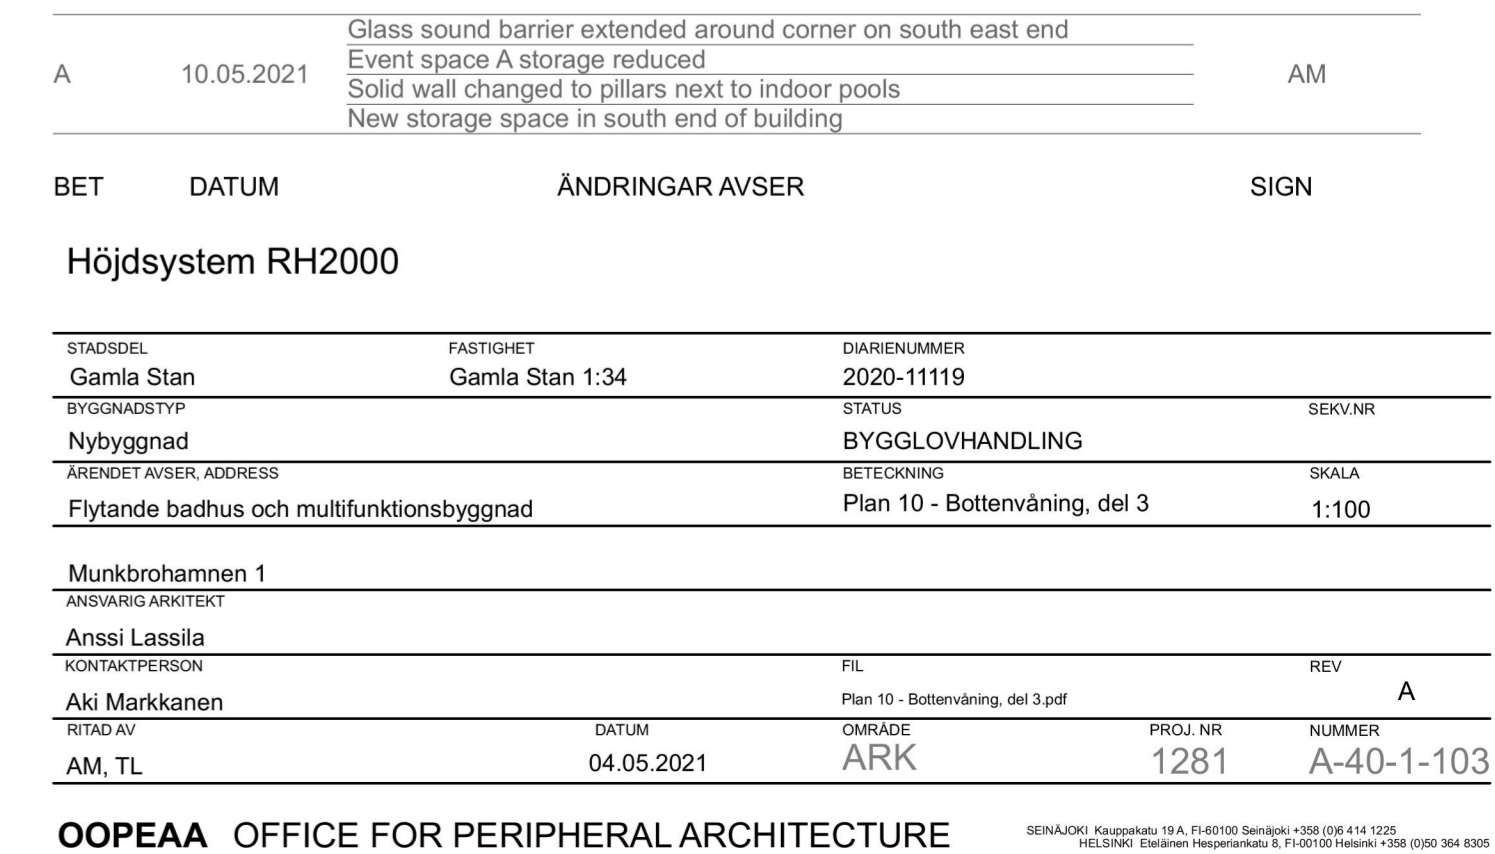 Glass sound barrier extended around corner on south east end
Event space A storage reduced
A 10.05.2021 AM
Solid wall changed to pillars next to indoor pools
New storage space in south end of building
BET DATUM ÄNDRINGAR AVSER SIGN
Höjdsystem RH2000
STADSDEL FASTIGHET DIARIENUMMER
Gamla Stan Gamla Stan 1:34 2020-11119
BYGGNADSTYP STATUS SEKV.NR
Nybyggnad BYGGLOVHANDLING
ÄRENDET AVSER, ADDRESS BETECKNING SKALA
Flytande badhus och multifunktionsbyggnad Plan 10 - Bottenvåning, del 3 1:100
Munkbrohamnen 1
ANSVARIG ARKITEKT
Anssi Lassila
KONTAKTPERSON FIL REV
Aki Markkanen Plan 10 - Bottenvåning, del 3.pdf A
RITAD AV DATUM OMRÅDE PROJ. NR NUMMER
AM, TL 04.05.2021 ARK 1281 A-40-1-103
OOPEAA OFFICE FOR PERIPHERAL ARCHITECTURE
SEINÄJOKI Kauppakatu 19 A, FI-60100 Seinäjoki +358 (0)6 414 1225
HELSINKI Eteläinen Hesperiankatu 8, FI-00100 Helsinki +358 (0)50 364 8305